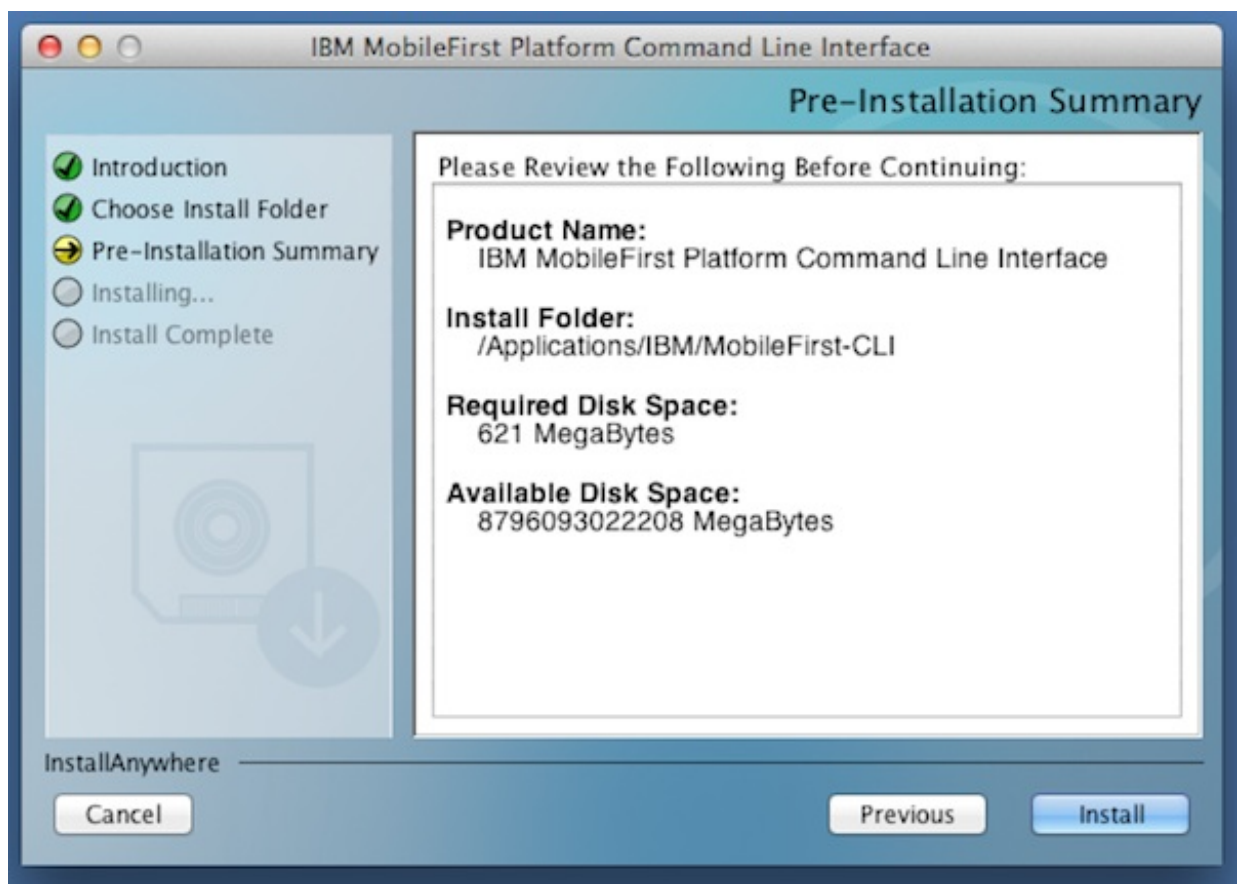 IBM MobileFirst Platform Command Line Interface
Pre-Installation Summary
Introduction
Choose Install Folder
Pre-Installation Summary
Installing...
Install Complete
Please Review the Following Before Continuing:
Product Name:
IBM MobileFirst Platform Command Line Interface
Install Folder:
/Applications/IBM/MobileFirst-CLI
Required Disk Space:
621 MegaBytes
Available Disk Space:
8796093022208 MegaBytes
InstallAnywhere
Cancel
Previous
Install